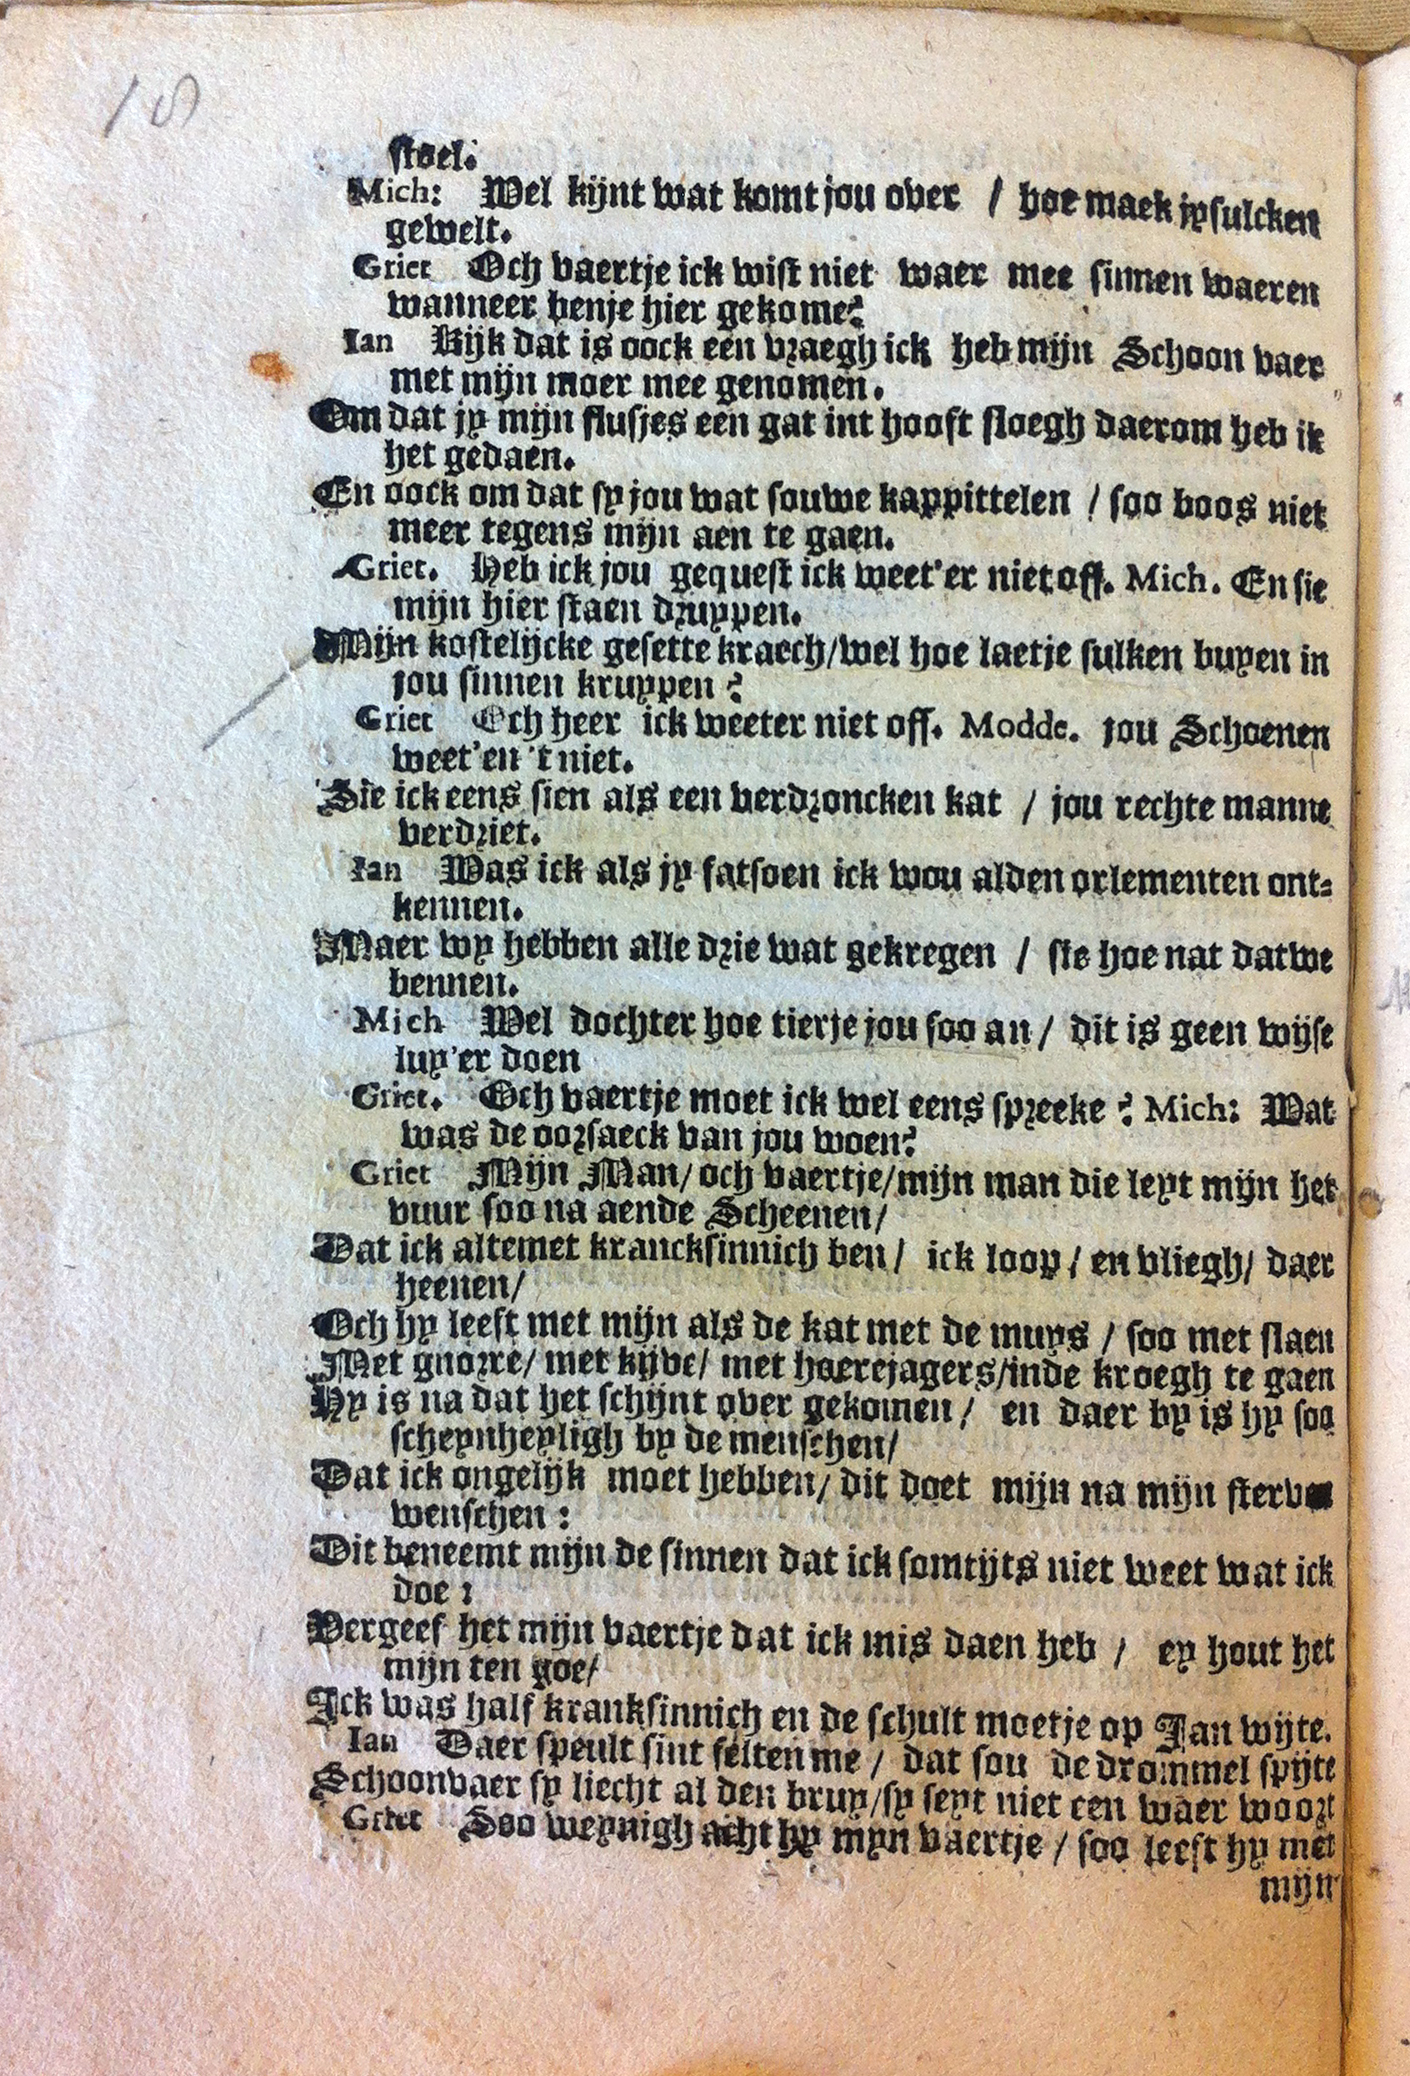 18
stoel.
Mich: Wel kijnt wat komt jou over / hoe maek jy sulcken
gewelt.
Griet Och vaertje ick wist niet waer mee sinnen waeren
wanneer benje hier gekome?
Ian Kijk dat is oock een vraegh ick heb mijn Schoon vaer
met mijn moer mee genomen.
Om dat jy mijn flusjes een gat int hooft sloegh daerom heb ik
het gedaen.
En oock om dat sy jou wat souwe kappittelen / soo boos niet
meer tegens mijn aen te gaen.
Griet. Heb ick jou gequest ick weet'er niet off. Mich. En sie
mijn hier staen druppen.
Mijn kostelijcke gesette kraech/wel hoe laetje sulken buyen in
jou sinnen kruppen?
Griet Och heer ick weeter niet off. Modde. jou Schoenen
weet'en 't niet.
Sie ick eens sien als een verdroncken kat / jou rechte manne
verdriet.
Ian Was ick als jy fatsoen ick wou alden orlementen ont-
kennen.
Maer wy hebben alle drie wat gekregen / sie hoe nat datwe
bennen.
Mich Wel dochter hoe tierje jou soo an / dit is geen wijse
luy'er doen
Griet. Och vaertje moet ick wel eens spreeke? Mich: Wat
was de oorsaeck van jou woen?
Griet Mijn Man/ och vaertje/mijn man die leyt mijn het
vuur soo na aende Scheenen/
Dat ick altemet krancksinnich ben/ ick loop / en vliegh/ daer
heenen/
Och hy leeft met mijn als de kat met de muys / soo met slaen
Met gnorre/ met kijve/ met hoerejagers/inde kroegh te gaen
Hy is na dat het schijnt over gekomen / en daer by is hy soo
scheynheyligh by de menschen/
Dat ick ongelijk moet hebben/ dit doet mijn na mijn sterven
wenschen:
Dit beneemt mijn de sinnen dat ick somtijts niet weet wat ick
doe:
Vergeef het mijn vaertje dat ick mis daen heb / ey hout het
mijn ten goe/
Ick was half kranksinnich en de schult moetje op Jan wijte.
Ian Daer speult sint felten me / dat sou de drommel spijte
Schoonvaer sy liecht al den bruy/sy seyt niet een waer woort
Griet Soo weynigh acht hy myn vaertje / soo leeft hy met
mijn